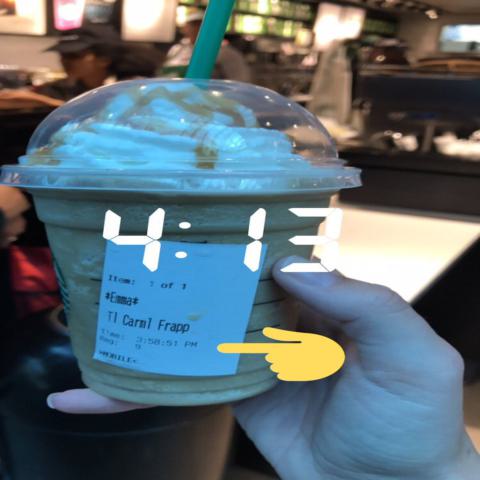 4:13
Item: 1 of 1
*Emma*
Tl Carml Frapp
Time: 3:58:51 PM
Reg: 9
>MOBILE<